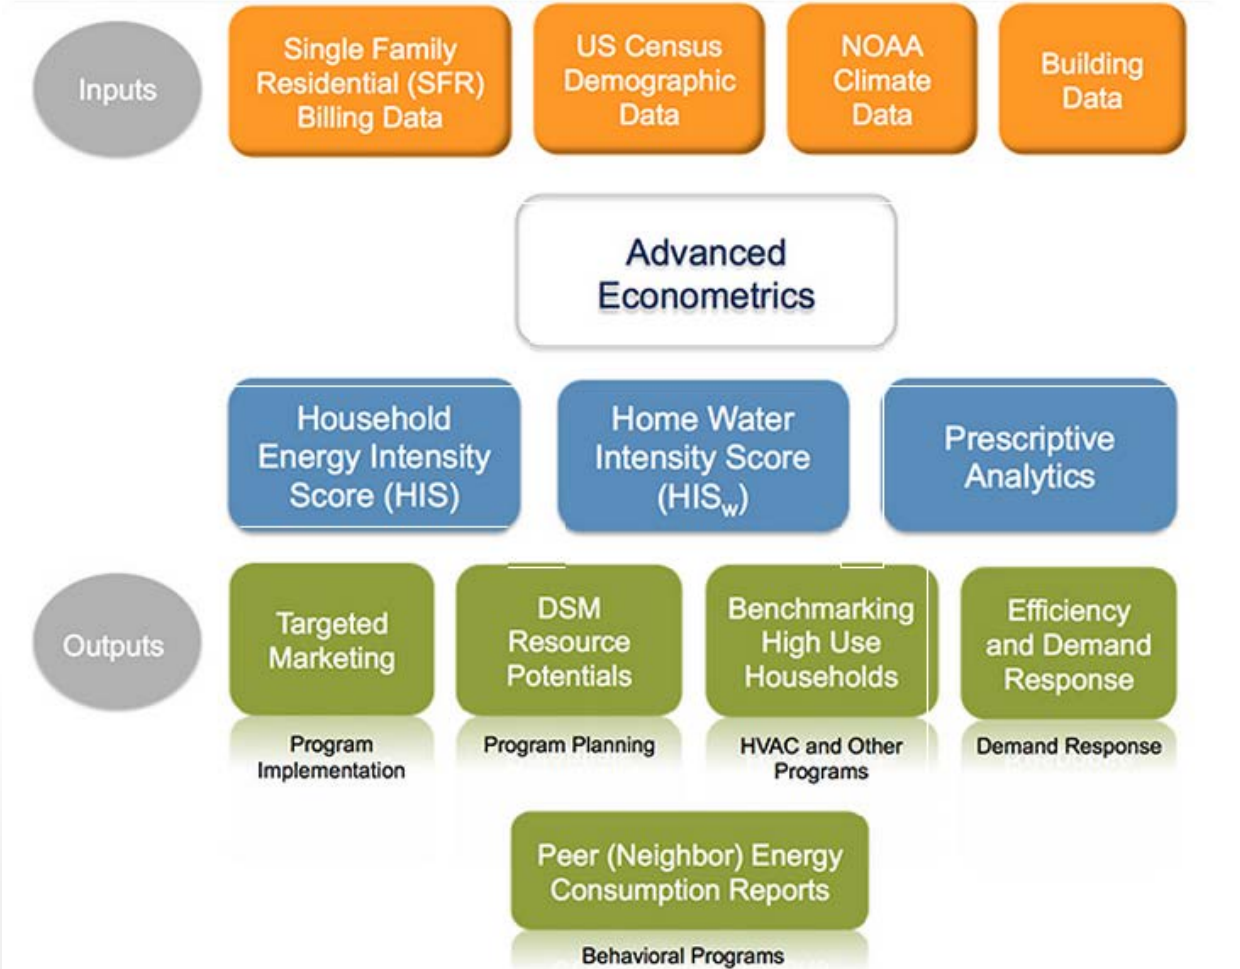 Inputs
Single Family
Residential (SFR)
Billing Data
US Census
Demographic
Data
NOAA
Climate
Data
Building
Data
Advanced
Econometrics
Household
Energy Intensity
Score (HIS)
Home Water
Intensity Score
(HISw)
Prescriptive
Analytics
Outputs
Targeted
Marketing
DSM
Resource
Potentials
Benchmarking
High Use
Households
Efficiency
and Demand
Response
Program
Implementation
Program Planning
HVAC and Other
Programs
Demand Response
Peer (Neighbor) Energy
Consumption Reports
Behavioral Programs